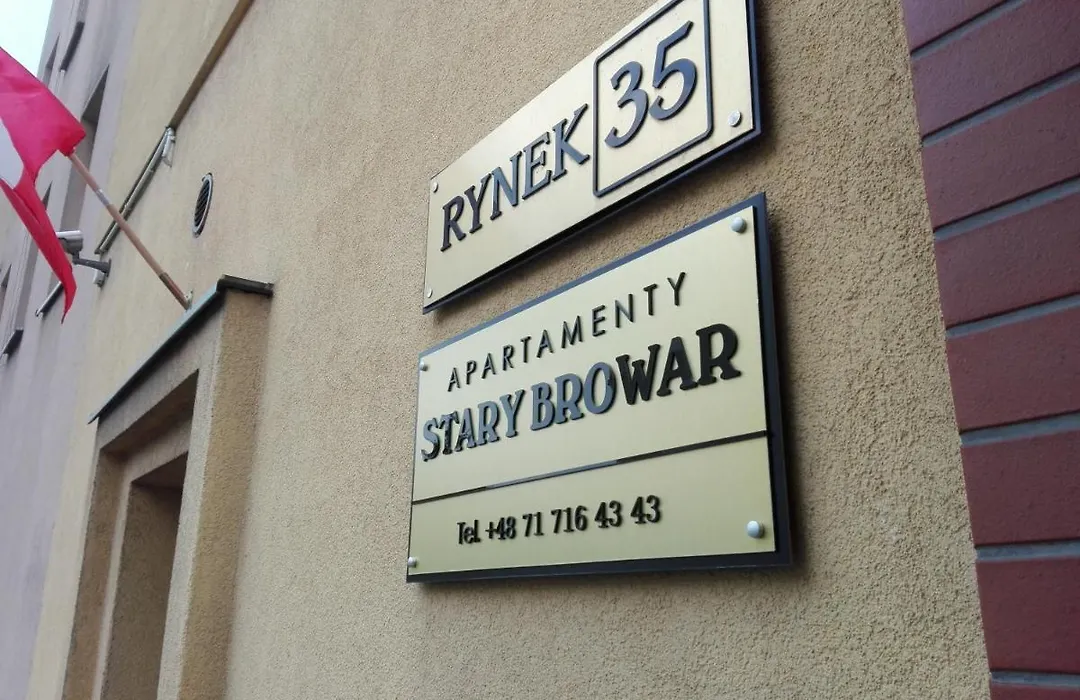 RYNEK 35
APARTAMENTY
STARY BROWAR
Tel. +48 71 716 43 43